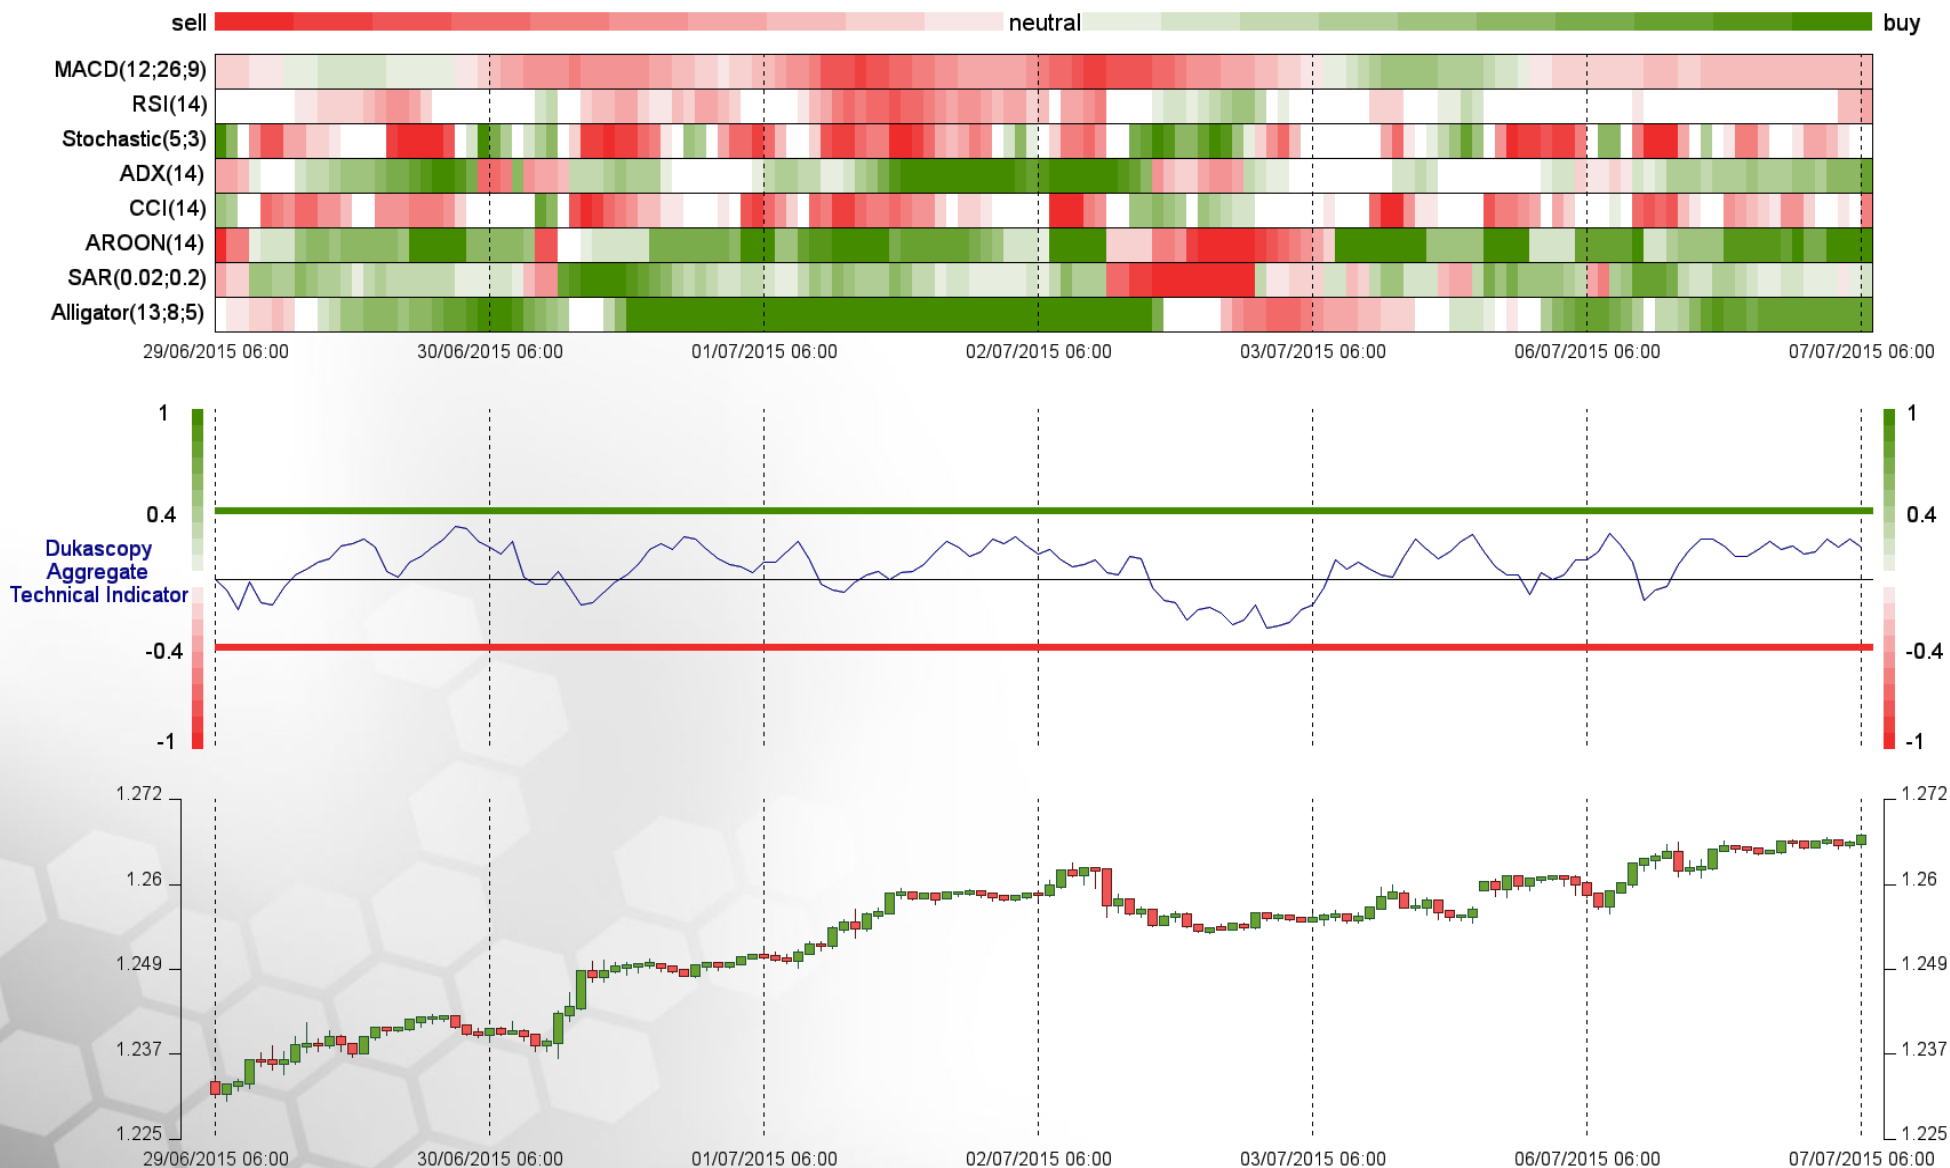 sell neutral buy
MACD(12;26;9)
RSI(14)
Stochastic(5;3)
ADX(14)
CCI(14)
AROON(14)
SAR(0.02;0.2)
Alligator(13;8;5)
29/06/2015 06:00 30/06/2015 06:00 01/07/2015 06:00 02/07/2015 06:00 03/07/2015 06:00 06/07/2015 06:00 07/07/2015 06:00
1 1
0.4 0.4
Dukascopy
Aggregate
Technical Indicator
-0.4 -0.4
-1 -1
1.272 1.272
1.26 1.26
1.249 1.249
1.237 1.237
1.225 1.225
29/06/2015 06:00 30/06/2015 06:00 01/07/2015 06:00 02/07/2015 06:00 03/07/2015 06:00 06/07/2015 06:00 07/07/2015 06:00